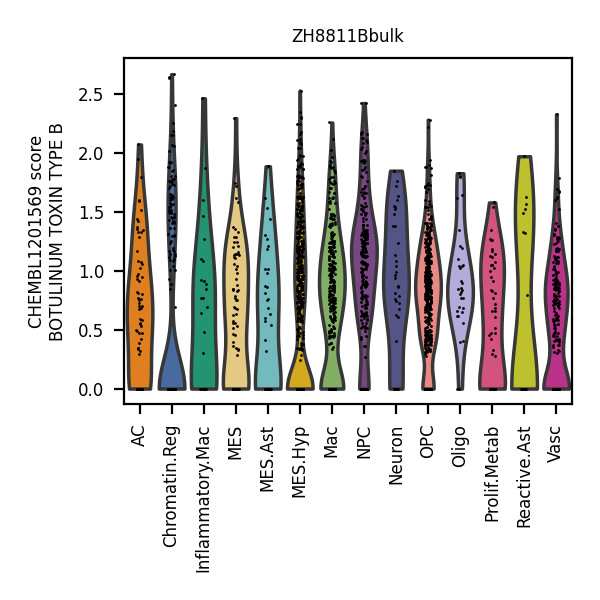 ZH8811Bbulk
CHEMBL1201569 score
BOTULINUM TOXIN TYPE B
2.5
2.0
1.5
1.0
0.5
0.0
AC
Chromatin.Reg
Inflammatory.Mac
MES
MES.Ast
MES.Hyp
Mac
NPC
Neuron
OPC
Oligo
Prolif.Metab
Reactive.Ast
Vasc